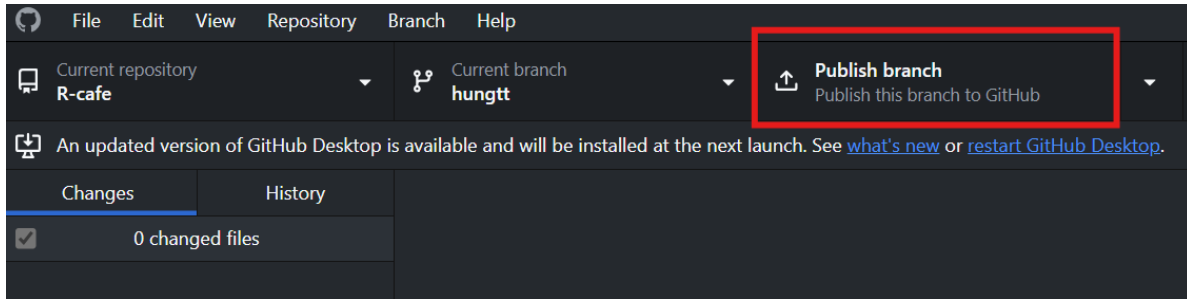 File Edit View Repository Branch Help
Current repository
R-cafe
Current branch
hungtt
Publish branch
Publish this branch to GitHub
An updated version of GitHub Desktop is available and will be installed at the next launch. See what's new or restart GitHub Desktop.
Changes History
0 changed files